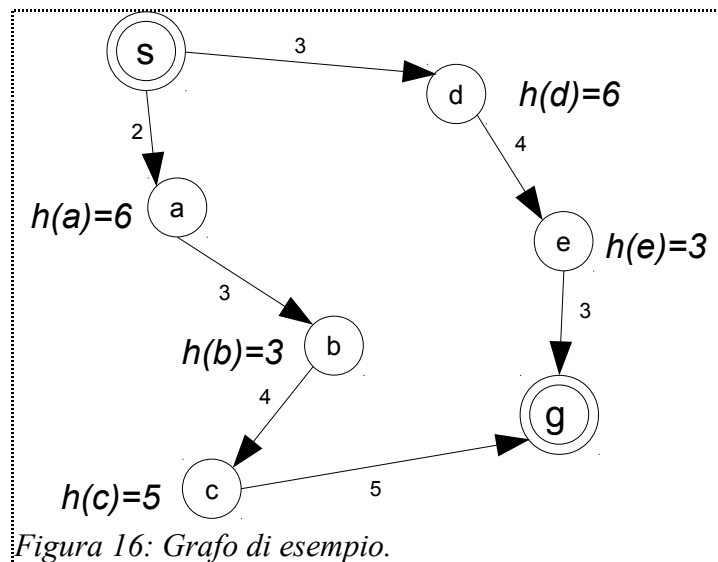 s
3
d
h(d)=6
2
4
a
h(a)=6
e
h(e)=3
3
3
h(b)=3
b
4
g
c
5
h(c)=5
Figura 16: Grafo di esempio.